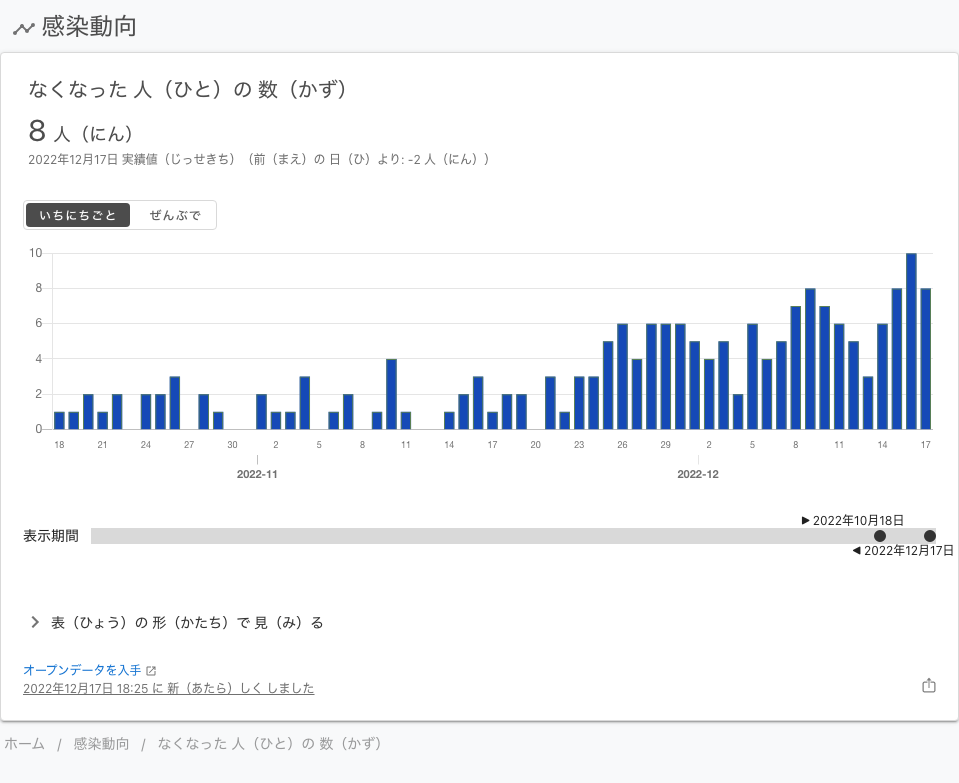 感染動向
なくなった 人（ひと）の 数（かず）
8 人（にん）
2022年12月17日 実績値（じっせきち）（前（まえ）の 日（ひ）より: -2 人（にん））
いちにちごと ぜんぶで
10
8
6
4
2
0
18 21 24 27 30 2 5 8 11 14 17 20 23 26 29 2 5 8 11 14 17
2022-11 2022-12
▶ 2022年10月18日
表示期間
◀ 2022年12月17日
表（ひょう）の 形（かたち）で 見（み）る
オープンデータを入手
2022年12月17日 18:25 に 新（あたら）しく しました
ホーム / 感染動向 / なくなった 人（ひと）の 数（かず）